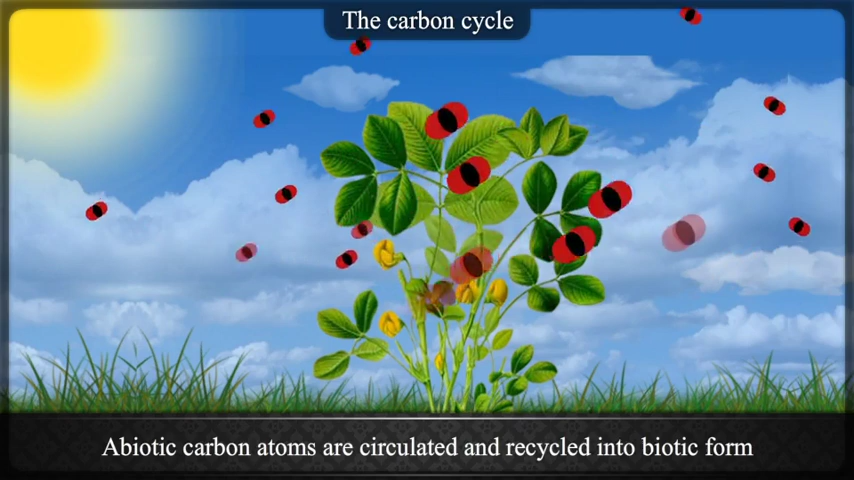 The carbon cycle
Abiotic carbon atoms are circulated and recycled into biotic form